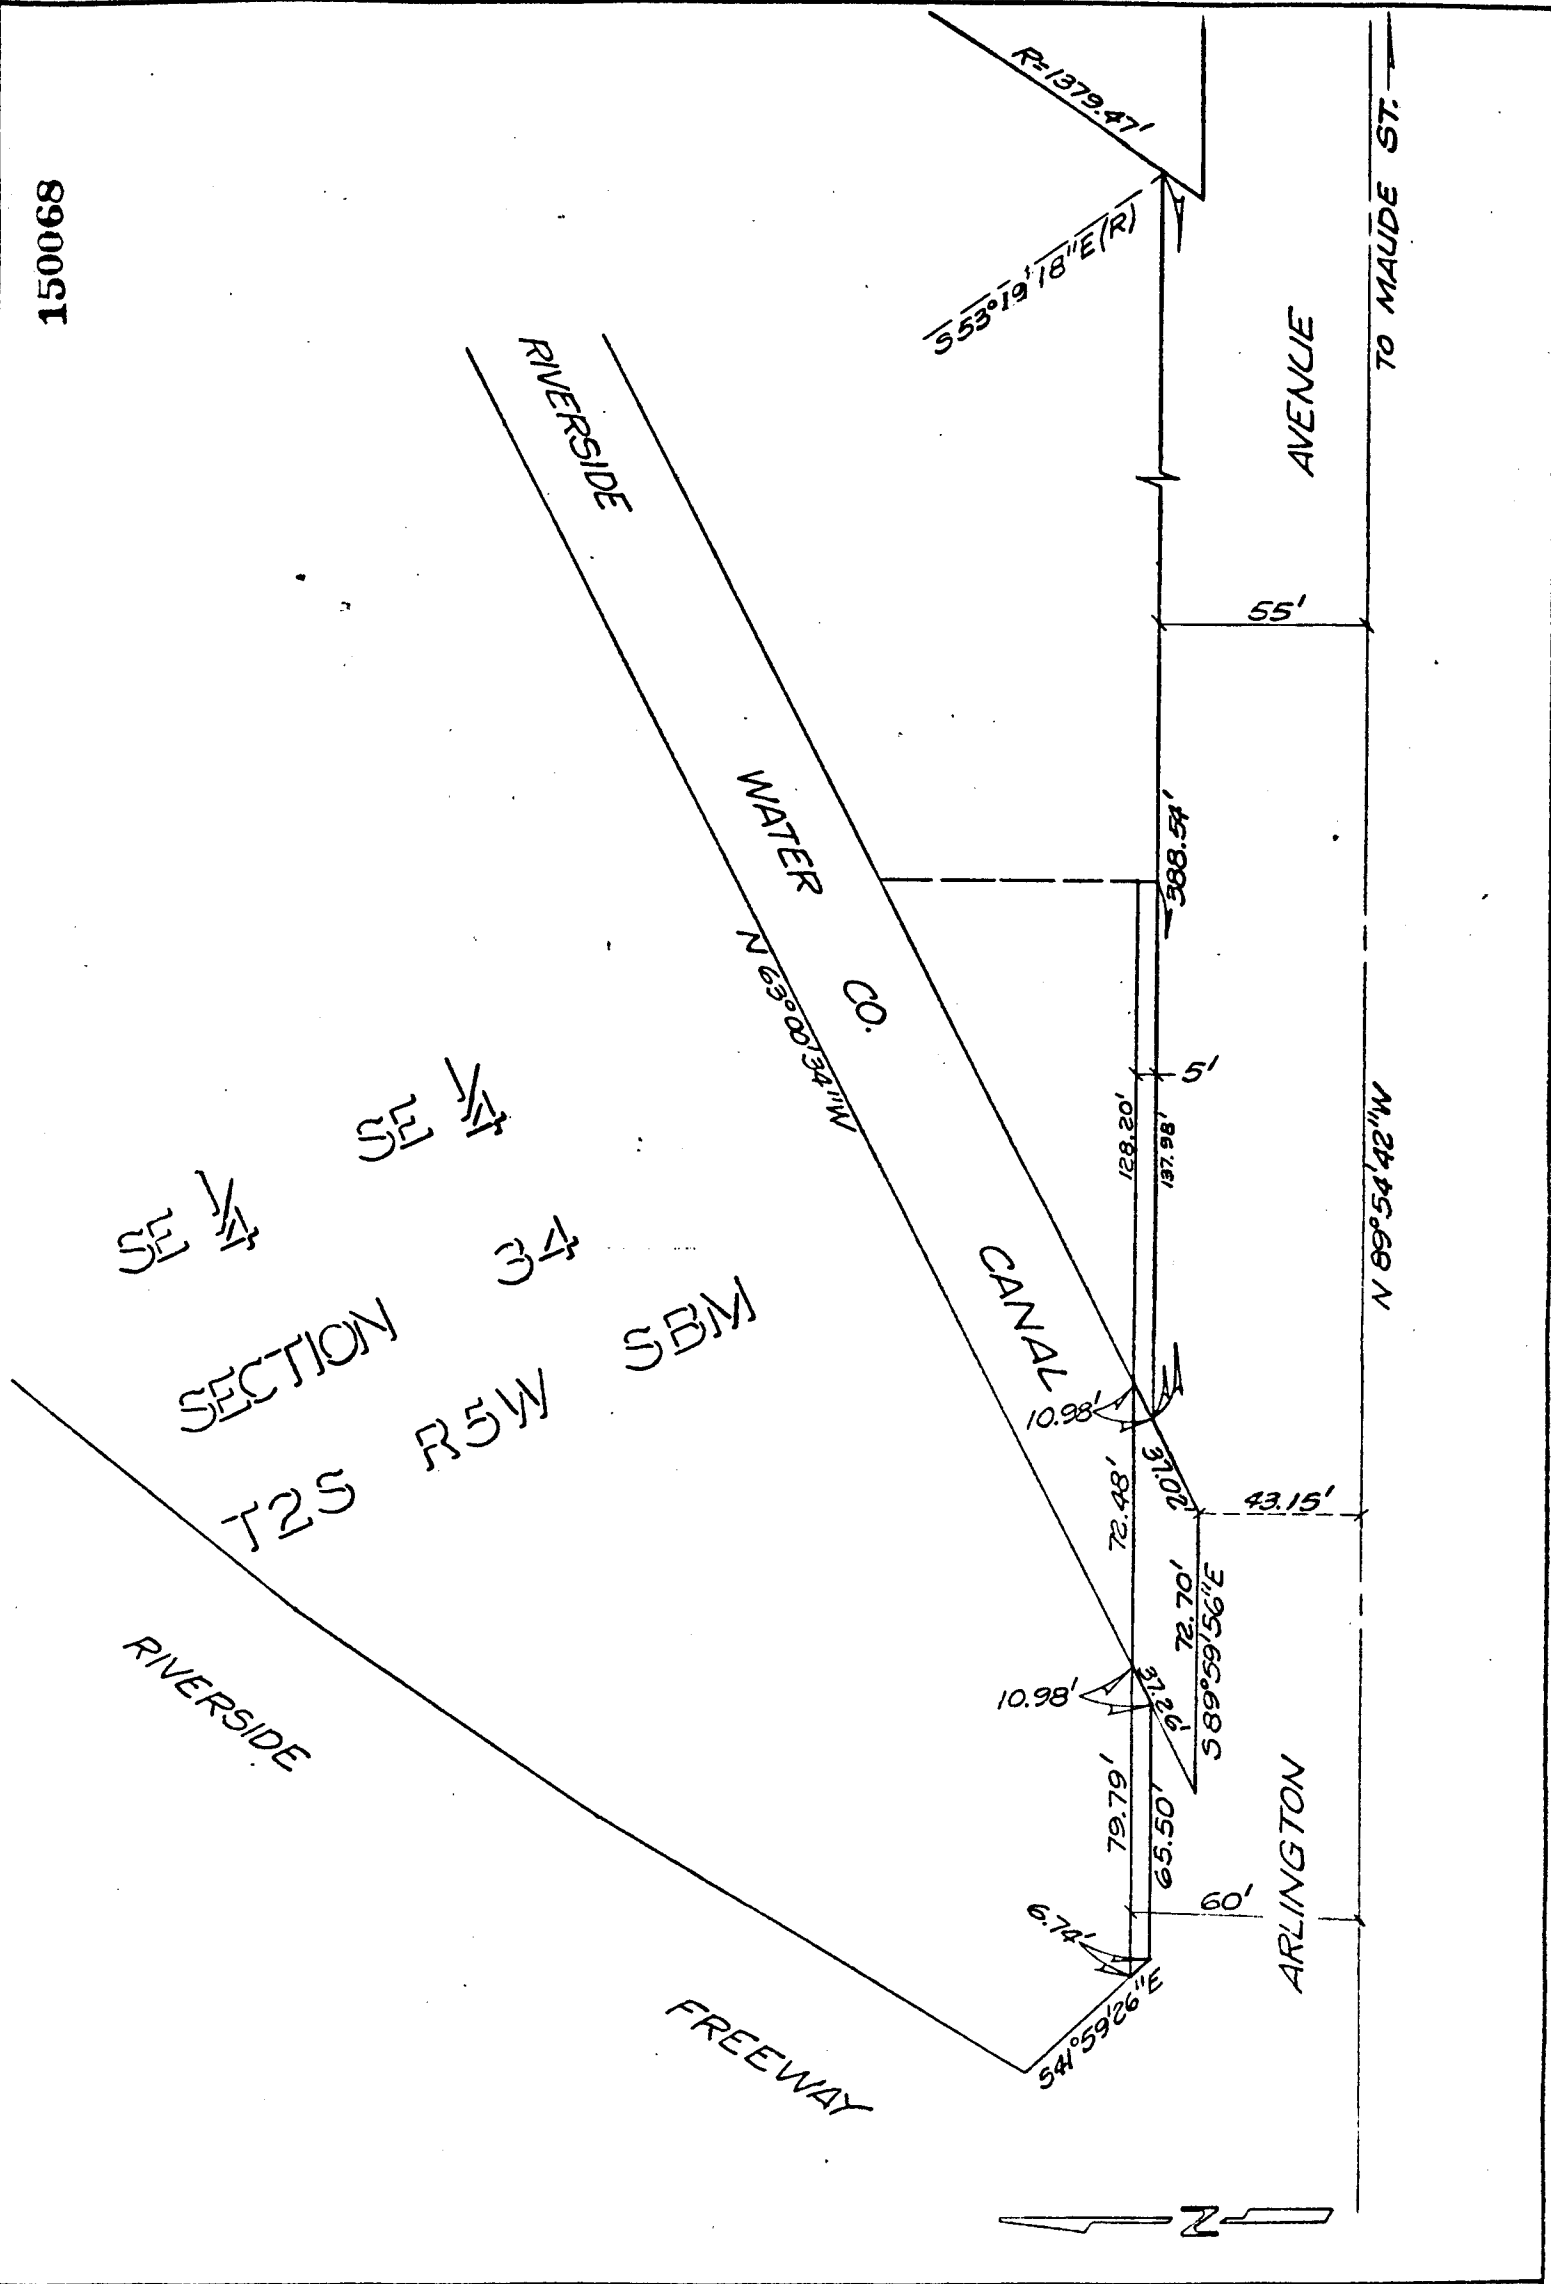 150068
R=1379.47'
S53°19'18"E(R)
RIVERSIDE
WATER
CO.
CANAL
N 63°00'34"W
SE 1/4 SE 1/4
SECTION 34
T2S R5W SBM
RIVERSIDE
FREEWAY
AVENUE
TO MAUDE ST.
55'
388.54'
5'
128.20'
137.98'
N 89°54'42"W
10.98'
72.48'
37.02'
43.15'
72.70'
S89°59'56"E
10.98'
37.26'
79.79'
65.50'
60'
6.74'
S41°59'26"E
ARLINGTON
N